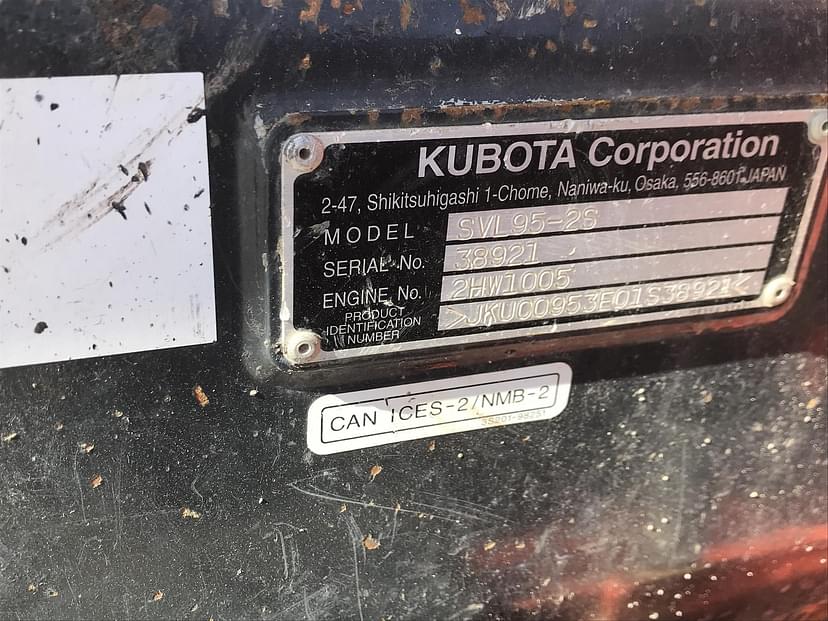 KUBOTA Corporation
2-47, Shikitsuhigashi 1-Chome, Naniwa-ku, Osaka, 556-8601 JAPAN
MODEL SVL95-2S
SERIAL No. 38921
ENGINE No. 2HW1005
PRODUCT
IDENTIFICATION
NUMBER >JKUC0953E01S38921<
CAN ICES-2/NMB-2